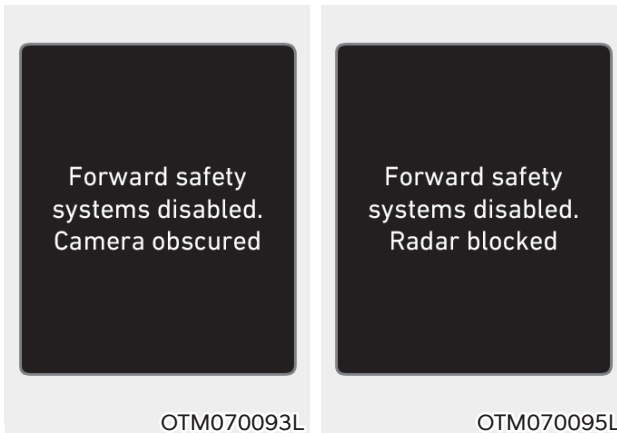 Forward safety
systems disabled.
Camera obscured
OTM070093L
Forward safety
systems disabled.
Radar blocked
OTM070095L